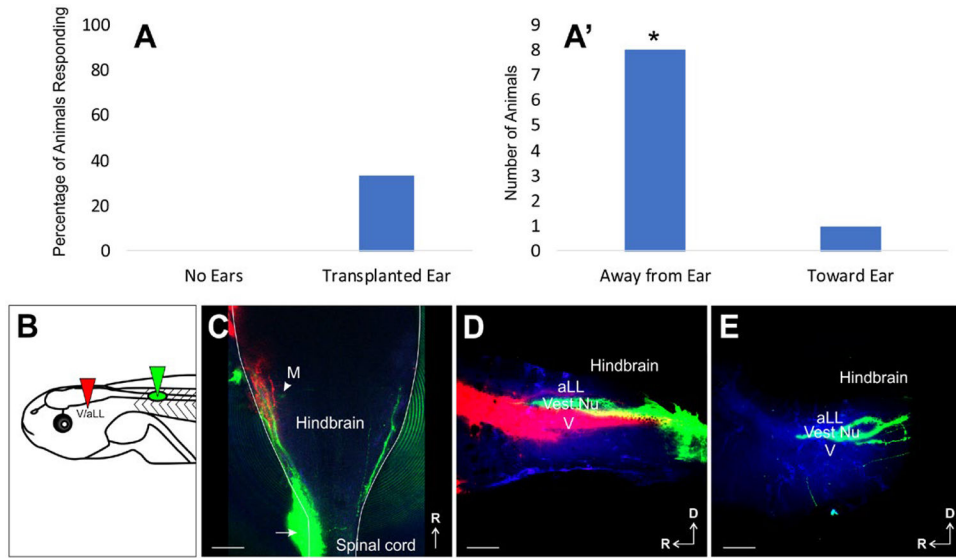 A
Percentage of Animals Responding
100
80
60
40
20
0
No Ears
Transplanted Ear
A'
Number of Animals
9
8
7
6
5
4
3
2
1
0
*
Away from Ear
Toward Ear
B
V/aLL
C
M
Hindbrain
Spinal cord
R
D
Hindbrain
aLL
Vest Nu
V
D
R
E
Hindbrain
aLL
Vest Nu
V
D
R